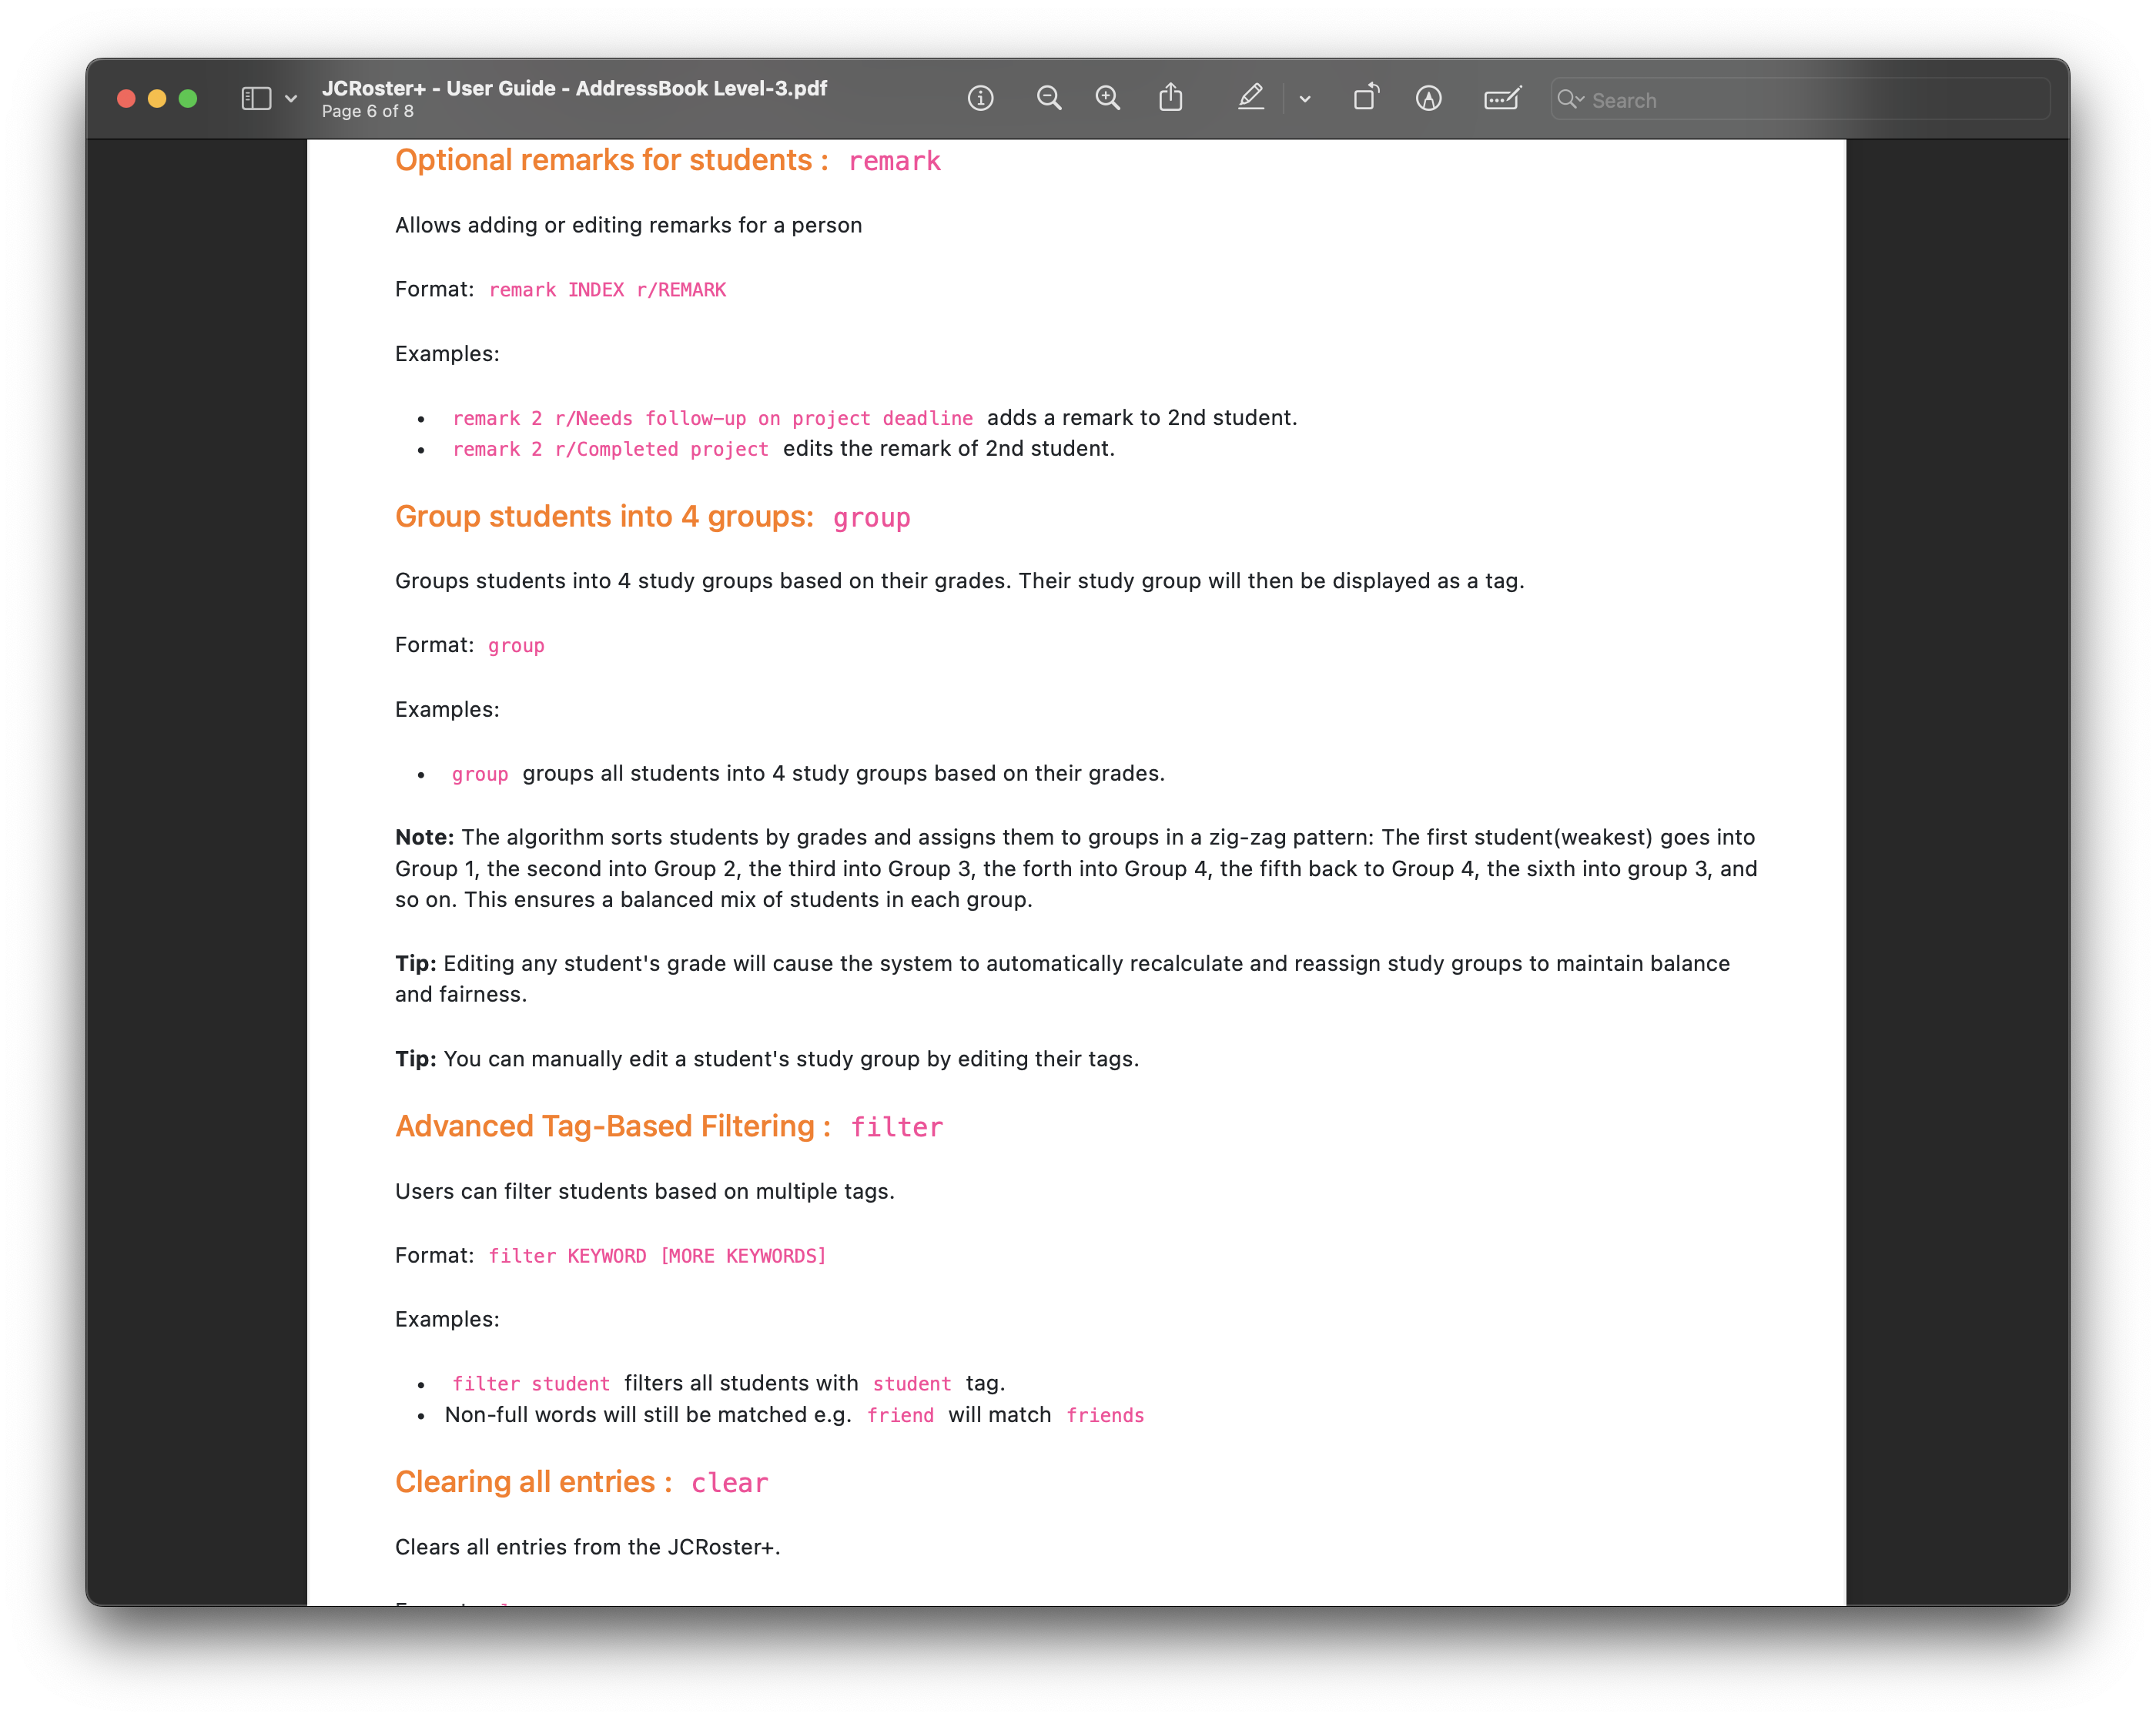 JCRoster+ - User Guide - AddressBook Level-3.pdf
Page 6 of 8
Search
Optional remarks for students : remark
Allows adding or editing remarks for a person
Format: remark INDEX r/REMARK
Examples:
• remark 2 r/Needs follow-up on project deadline adds a remark to 2nd student.
• remark 2 r/Completed project edits the remark of 2nd student.
Group students into 4 groups: group
Groups students into 4 study groups based on their grades. Their study group will then be displayed as a tag.
Format: group
Examples:
• group groups all students into 4 study groups based on their grades.
Note: The algorithm sorts students by grades and assigns them to groups in a zig-zag pattern: The first student(weakest) goes into
Group 1, the second into Group 2, the third into Group 3, the forth into Group 4, the fifth back to Group 4, the sixth into group 3, and
so on. This ensures a balanced mix of students in each group.
Tip: Editing any student's grade will cause the system to automatically recalculate and reassign study groups to maintain balance
and fairness.
Tip: You can manually edit a student's study group by editing their tags.
Advanced Tag-Based Filtering : filter
Users can filter students based on multiple tags.
Format: filter KEYWORD [MORE KEYWORDS]
Examples:
• filter student filters all students with student tag.
• Non-full words will still be matched e.g. friend will match friends
Clearing all entries : clear
Clears all entries from the JCRoster+.